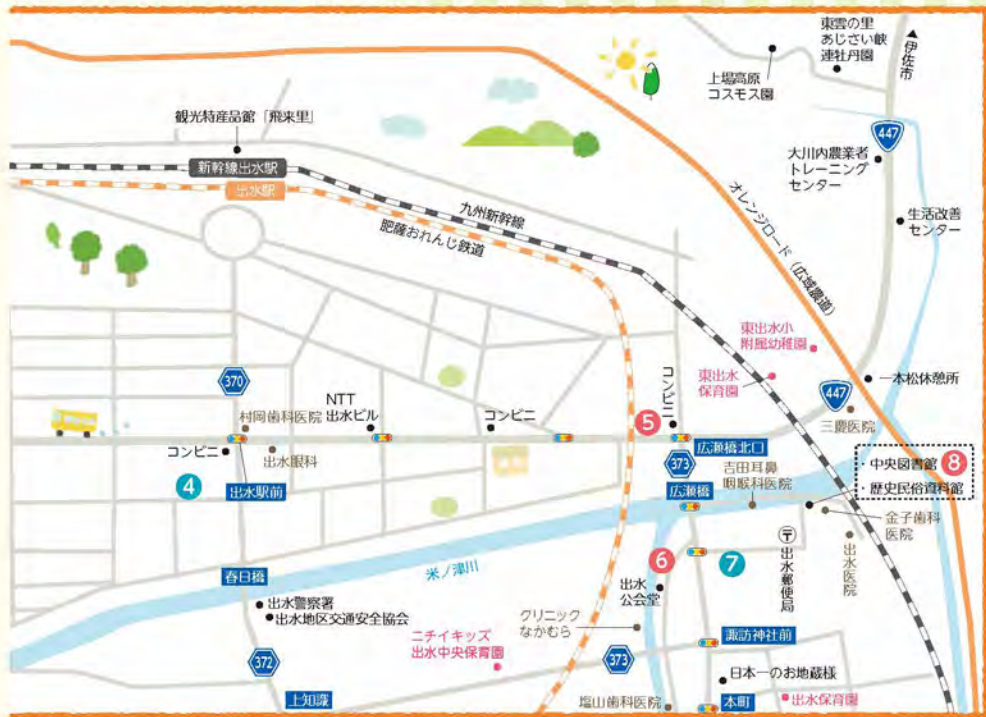 東雲の里
あじさい峡
連牡丹園
伊佐市
上場高原
コスモス園
観光特産品館「飛来里」
447
新幹線出水駅
大川内農業者
トレーニング
センター
出水駅
オレンジロード（広域農道）
九州新幹線
生活改善
センター
肥薩おれんじ鉄道
東出水小
附属幼稚園
370
コンビニ
東出水
保育園
一本松休憩所
NTT
出水ビル
447
村岡歯科医院
コンビニ
5
三慶医院
コンビニ
出水眼科
広瀬橋北口
4
出水駅前
373
吉田耳鼻
咽喉科医院
・中央図書館
8
広瀬橋
・歴史民俗資料館
金子歯科
医院
〒出水郵便局
出水医院
6
7
米ノ津川
春日橋
出水
公会堂
出水警察署
出水地区交通安全協会
クリニック
なかむら
諏訪神社前
ニチイキッズ
出水中央保育園
372
373
日本一のお地蔵様
上知識
塩山歯科医院
本町
出水保育園